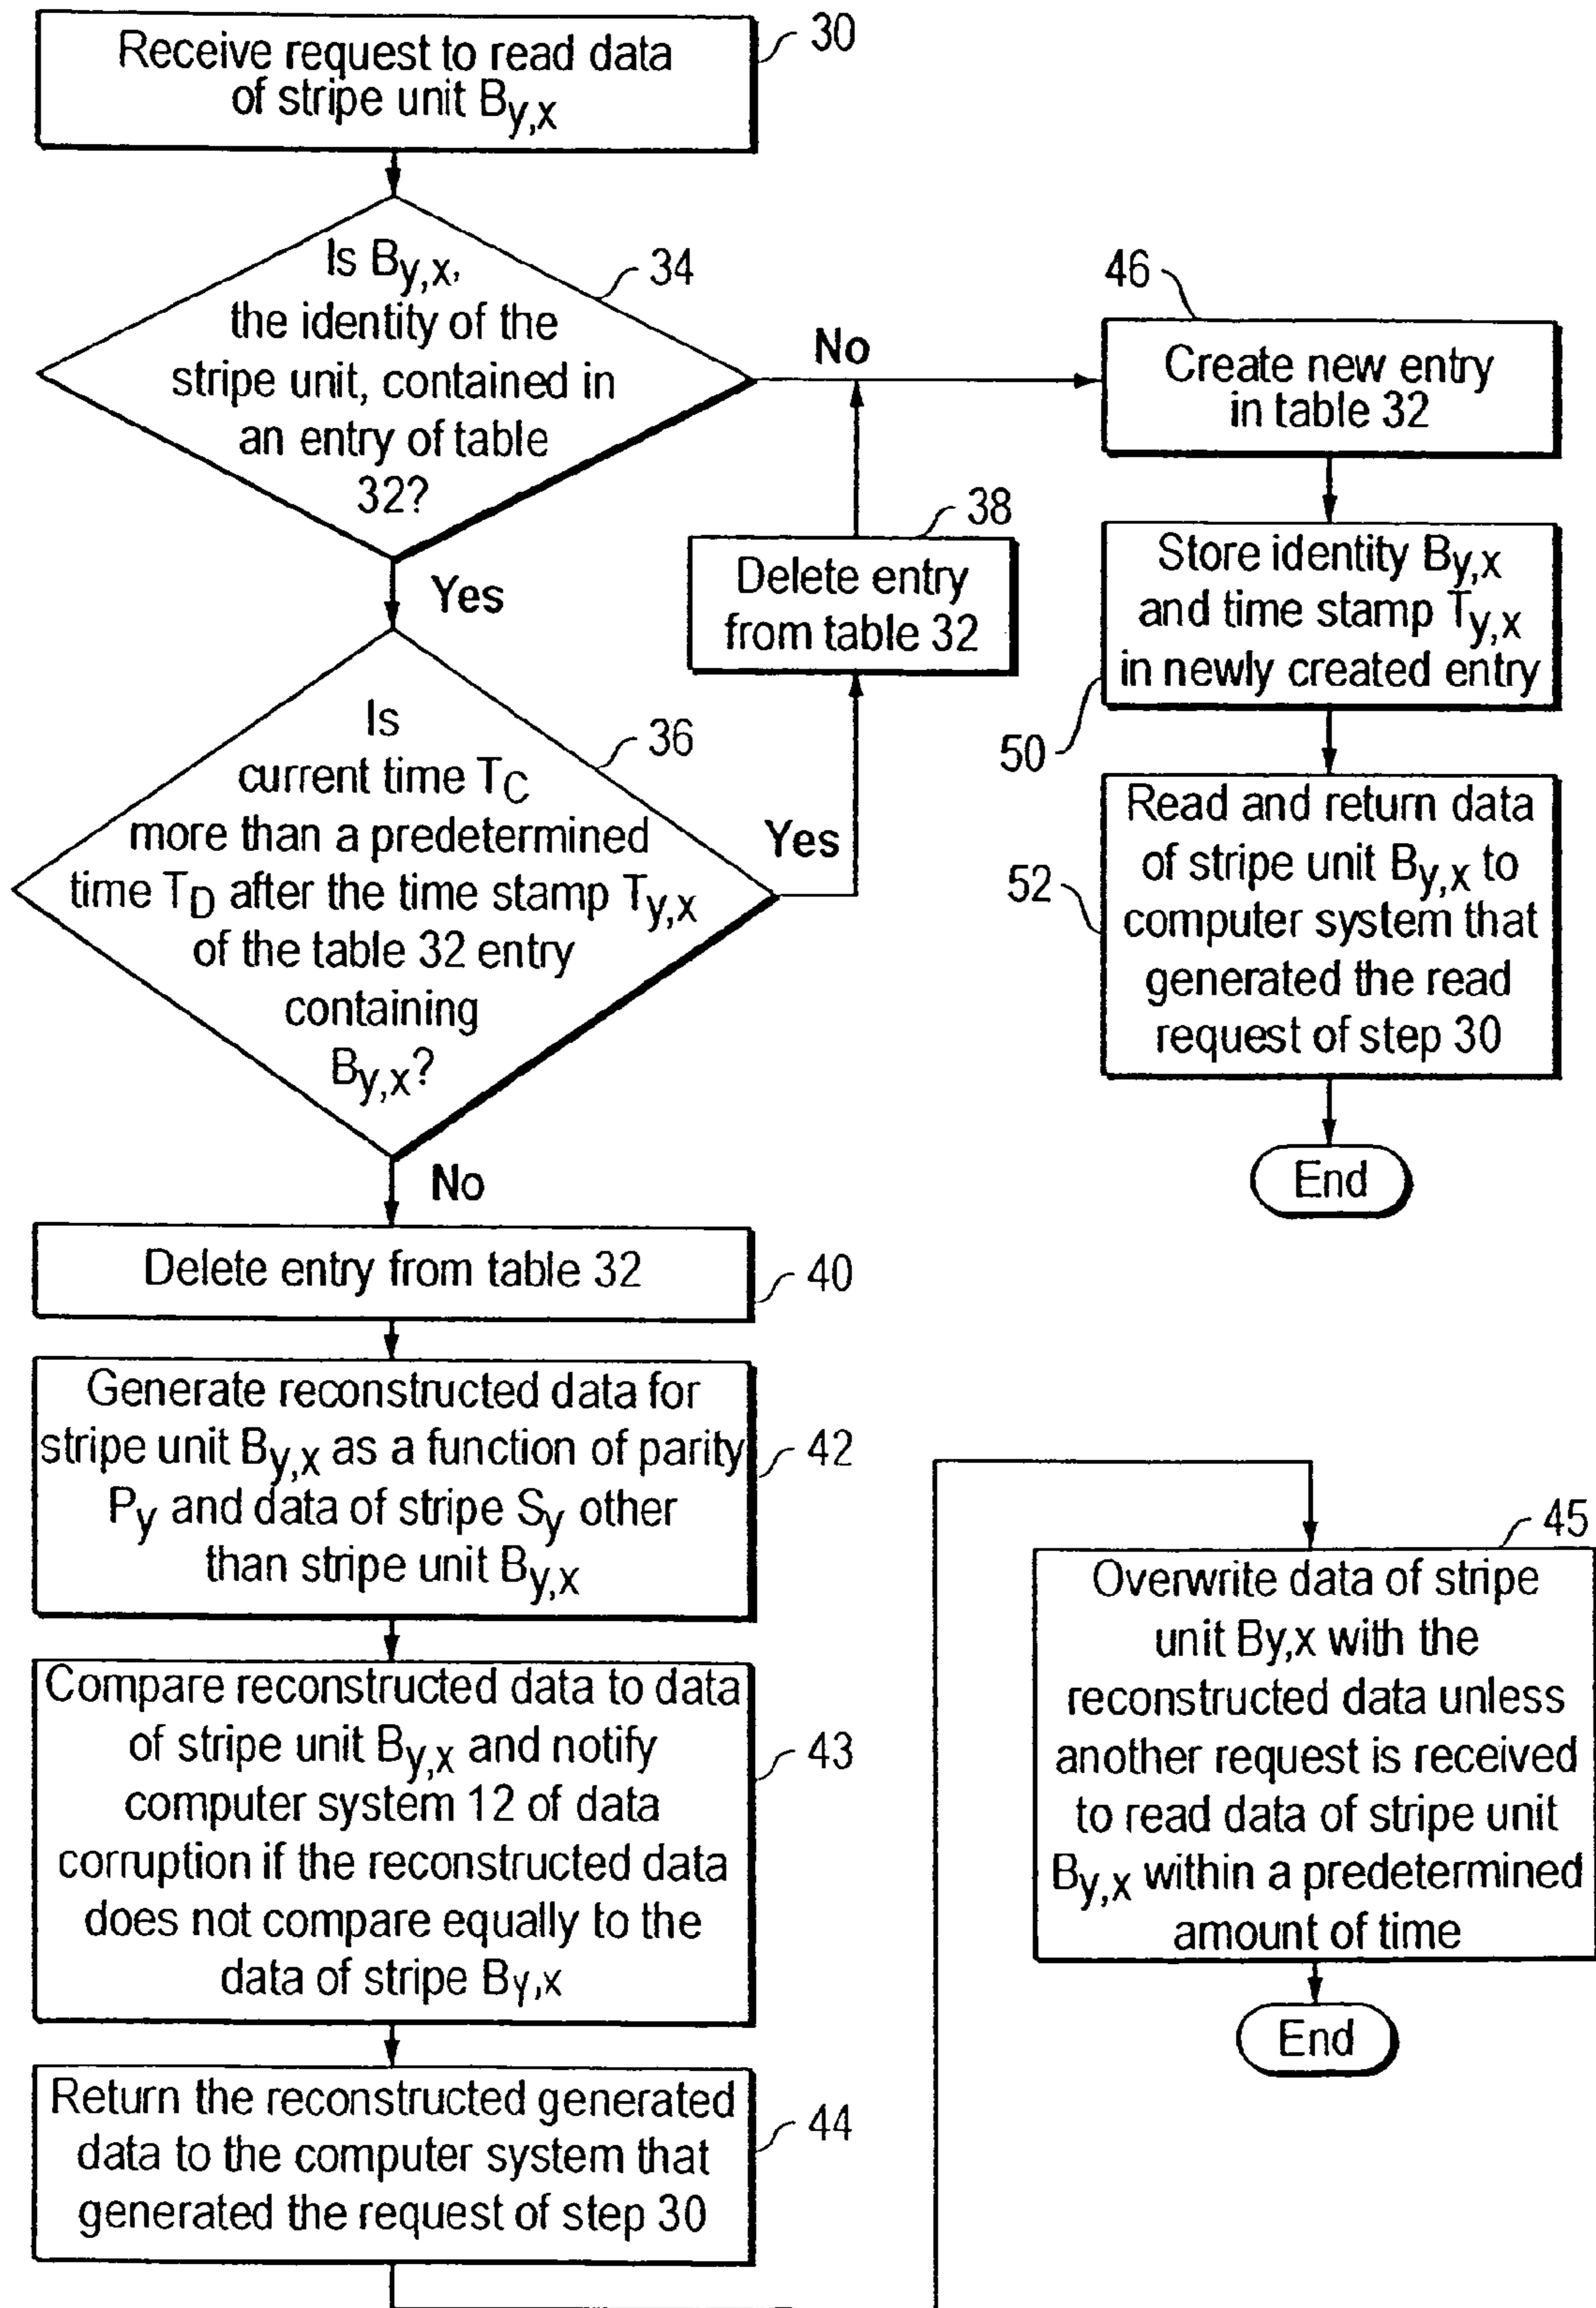 30
Receive request to read data
of stripe unit By,x
34
Is By,x,
the identity of the
stripe unit, contained in
an entry of table
32?
No
Yes
46
Create new entry
in table 32
38
Delete entry
from table 32
Store identity By,x
and time stamp Ty,x
in newly created entry
50
36
Is
current time TC
more than a predetermined
time TD after the time stamp Ty,x
of the table 32 entry
containing
By,x?
Yes
No
52
Read and return data
of stripe unit By,x to
computer system that
generated the read
request of step 30
End
Delete entry from table 32
40
Generate reconstructed data for
stripe unit By,x as a function of parity
Py and data of stripe Sy other
than stripe unit By,x
42
Compare reconstructed data to data
of stripe unit By,x and notify
computer system 12 of data
corruption if the reconstructed data
does not compare equally to the
data of stripe By,x
43
Return the reconstructed generated
data to the computer system that
generated the request of step 30
44
45
Overwrite data of stripe
unit By,x with the
reconstructed data unless
another request is received
to read data of stripe unit
By,x within a predetermined
amount of time
End